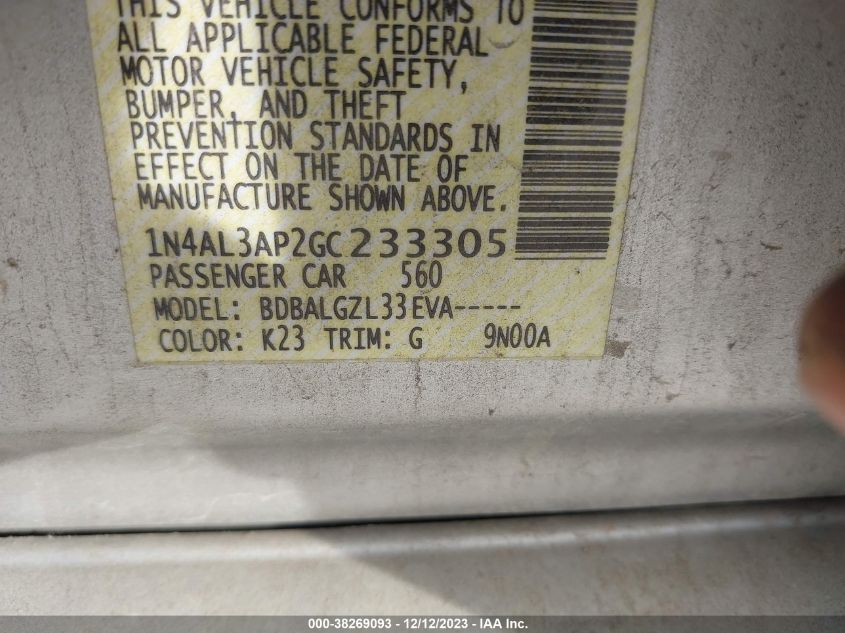 THIS VEHICLE CONFORMS TO
ALL APPLICABLE FEDERAL
MOTOR VEHICLE SAFETY,
BUMPER, AND THEFT
PREVENTION STANDARDS IN
EFFECT ON THE DATE OF
MANUFACTURE SHOWN ABOVE.
1N4AL3AP2GC233305
PASSENGER CAR 560
MODEL: BDBALGZL33EVA-----
COLOR: K23 TRIM: G 9N00A
000-38269093 - 12/12/2023 - IAA Inc.